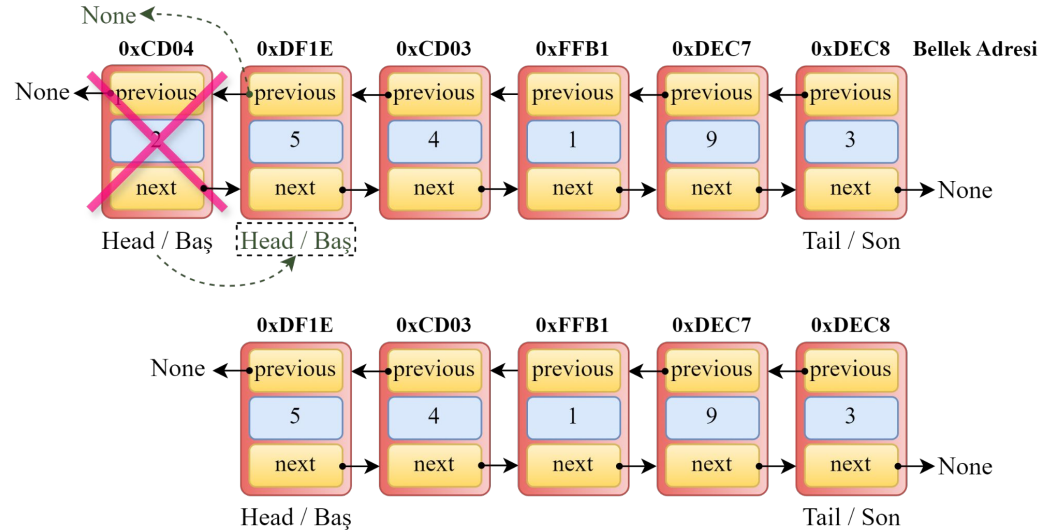 None
0xCD04 0xDF1E 0xCD03 0xFFB1 0xDEC7 0xDEC8 Bellek Adresi
None previous previous previous previous previous previous
2 5 4 1 9 3
next next next next next next None
Head / Baş Head / Baş Tail / Son
0xDF1E 0xCD03 0xFFB1 0xDEC7 0xDEC8
None previous previous previous previous previous
5 4 1 9 3
next next next next next None
Head / Baş Tail / Son